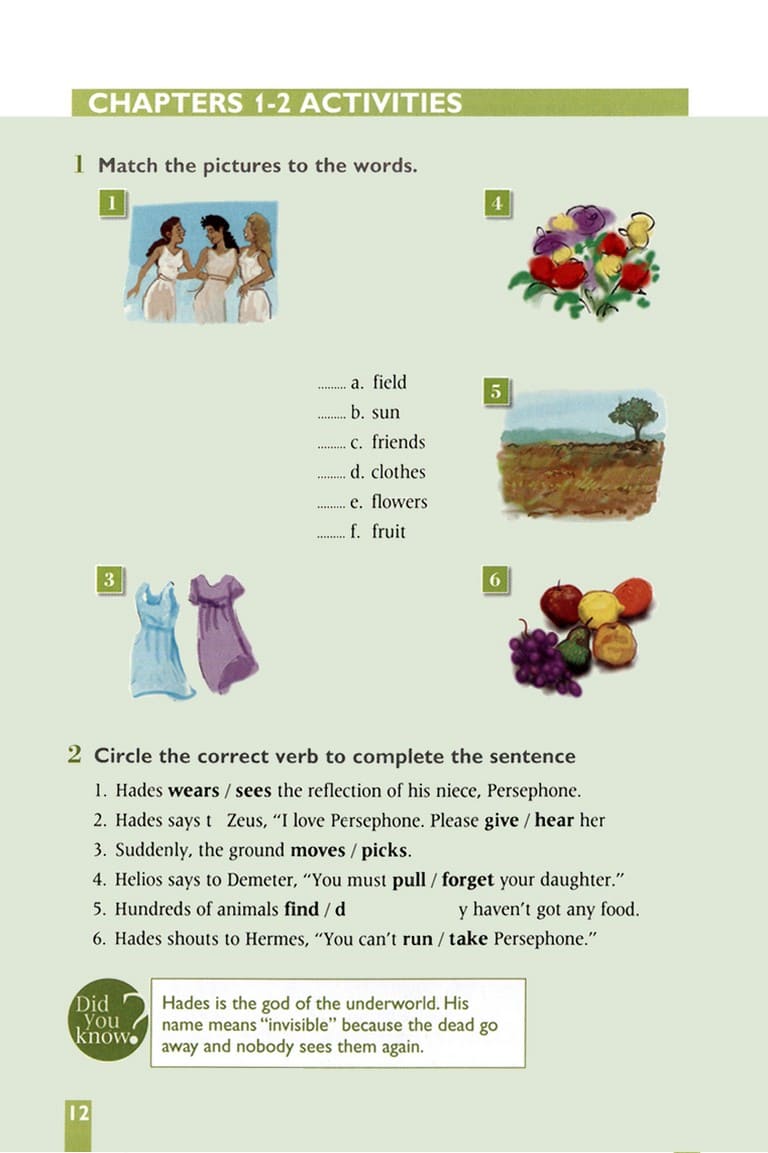 CHAPTERS 1-2 ACTIVITIES
1 Match the pictures to the words.
1
4
......... a. field
5
......... b. sun
......... c. friends
......... d. clothes
......... e. flowers
......... f. fruit
3
6
2 Circle the correct verb to complete the sentence
1. Hades wears / sees the reflection of his niece, Persephone.
2. Hades says t Zeus, “I love Persephone. Please give / hear her
3. Suddenly, the ground moves / picks.
4. Helios says to Demeter, “You must pull / forget your daughter.”
5. Hundreds of animals find / d y haven't got any food.
6. Hades shouts to Hermes, “You can't run / take Persephone.”
Did you know?
Hades is the god of the underworld. His
name means “invisible” because the dead go
away and nobody sees them again.
12